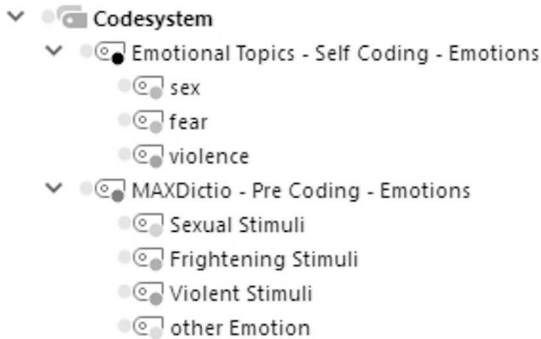 Codesystem
Emotional Topics - Self Coding - Emotions
sex
fear
violence
MAXDictio - Pre Coding - Emotions
Sexual Stimuli
Frightening Stimuli
Violent Stimuli
other Emotion